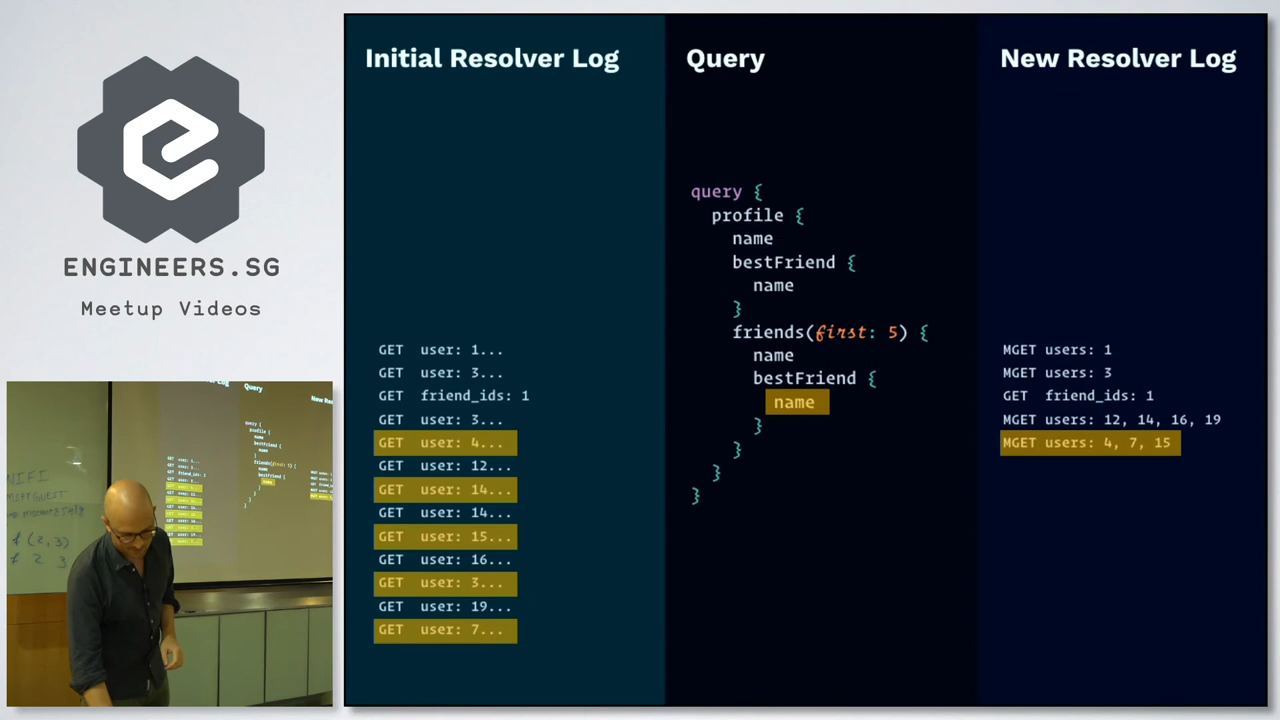 ENGINEERS.SG
Meetup Videos
Initial Resolver Log
GET user: 1...
GET user: 3...
GET friend_ids: 1
GET user: 3...
GET user: 4...
GET user: 12...
GET user: 14...
GET user: 14...
GET user: 15...
GET user: 16...
GET user: 3...
GET user: 19...
GET user: 7...
Query
query {
profile {
name
bestFriend {
name
}
friends(first: 5) {
name
bestFriend {
name
}
}
}
}
New Resolver Log
MGET users: 1
MGET users: 3
GET friend_ids: 1
MGET users: 12, 14, 16, 19
MGET users: 4, 7, 15